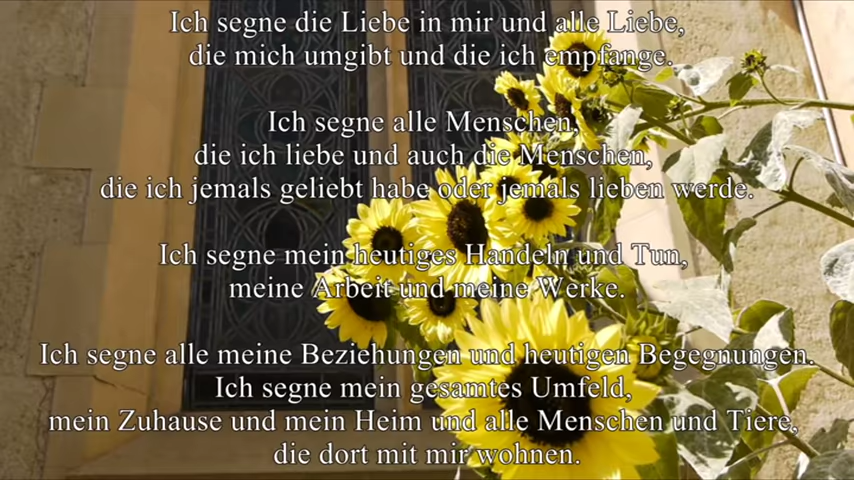 Ich segne die Liebe in mir und alle Liebe,
die mich umgibt und die ich empfange.
Ich segne alle Menschen,
die ich liebe und auch die Menschen,
die ich jemals geliebt habe oder jemals lieben werde.
Ich segne mein heutiges Handeln und Tun,
meine Arbeit und meine Werke.
Ich segne alle meine Beziehungen und heutigen Begegnungen.
Ich segne mein gesamtes Umfeld,
mein Zuhause und mein Heim und alle Menschen und Tiere,
die dort mit mir wohnen.